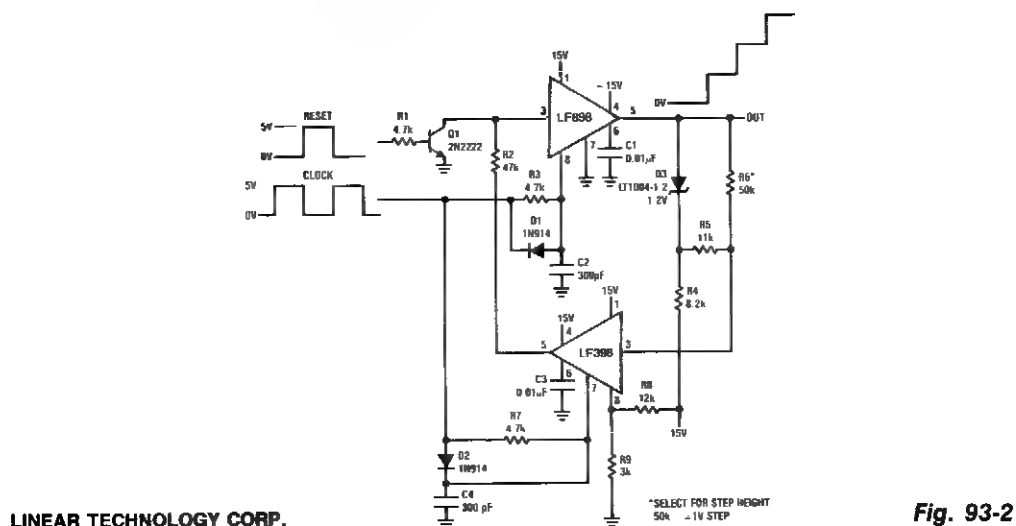 15V
1
- 15V
4
RESET
5V
0V
R1
4.7k
Q1
2N2222
3
LF398
5
0V
OUT
6
7
8
C1
0.01µF
R2
47k
CLOCK
5V
0V
R3
4 7k
D1
1N914
C2
300pF
D3
LT1004-1 2
1 2V
R6*
50k
R5
11k
R4
8.2k
15V
1
15V
4
5
LF398
3
C3
0 01µF
6
7
8
R8
12k
15V
R7
4 7k
D2
1N914
R9
3k
C4
300 pF
*SELECT FOR STEP HEIGHT
50k → 1V STEP
LINEAR TECHNOLOGY CORP.
Fig. 93-2